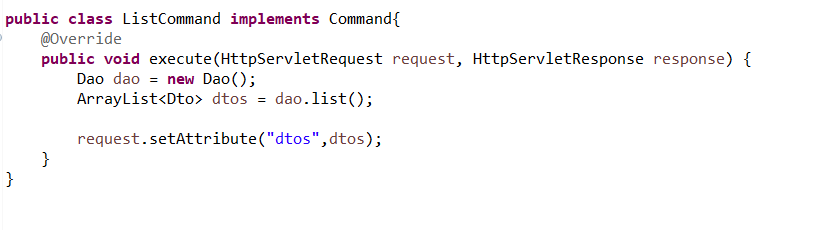 public class ListCommand implements Command{
@Override
public void execute(HttpServletRequest request, HttpServletResponse response) {
Dao dao = new Dao();
ArrayList<Dto> dtos = dao.list();
request.setAttribute("dtos",dtos);
}
}